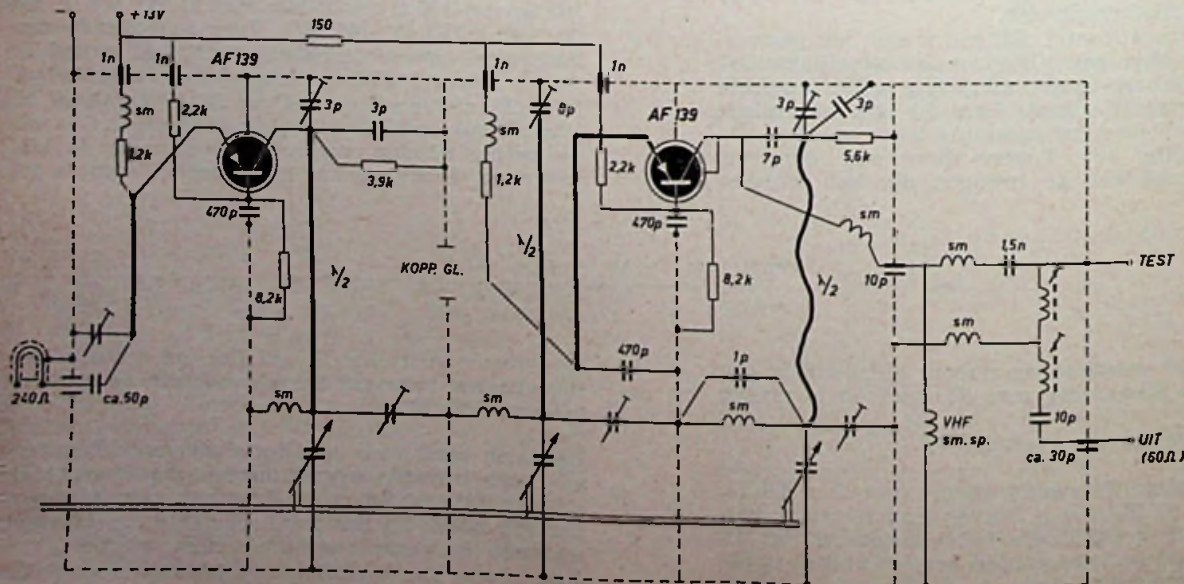 -
+13V
150
1n
1n
AF139
1n
1n
AF139
sm
2,2k
1,2k
3p
3p
3,9k
470p
8,2k
λ/2
KOPP. GL.
sm
1,2k
8p
λ/2
2,2k
470p
8,2k
7p
3p
3p
5,6k
sm
λ/2
10p
sm
1,5n
TEST
sm
240Ω
ca.50p
sm
sm
470p
1p
sm
VHF
sm. sp.
10p
ca. 30p
UIT
(60Ω)